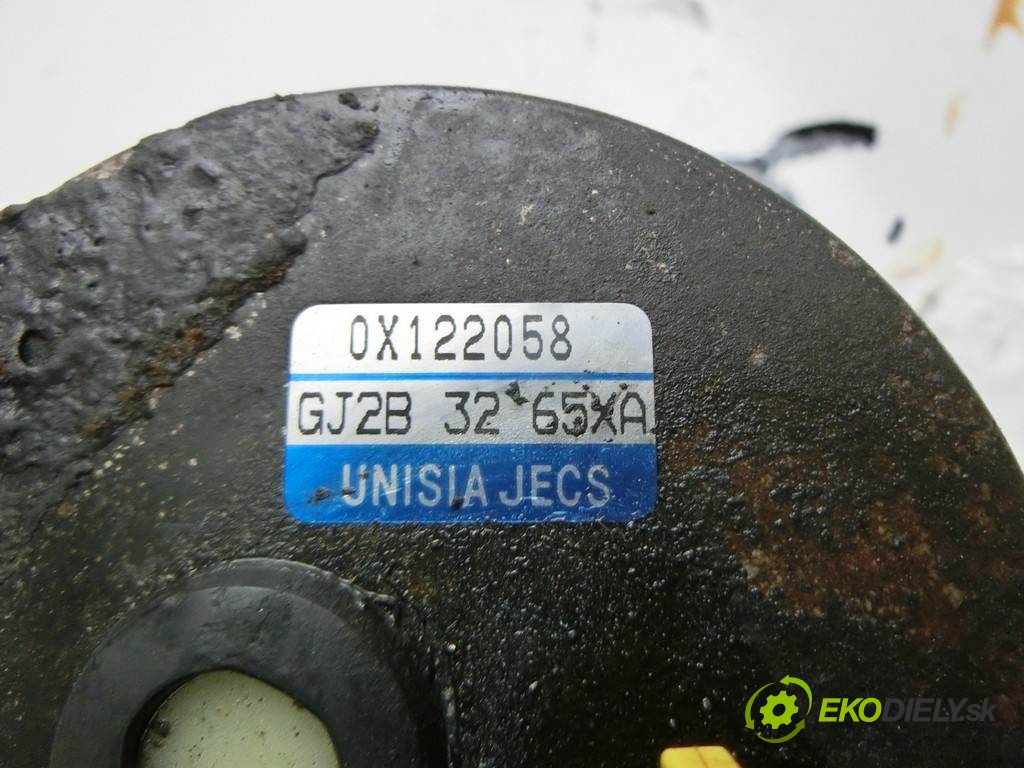 0X122058
GJ2B 32 65XA
UNISIA JECS
EKODIELY.sk